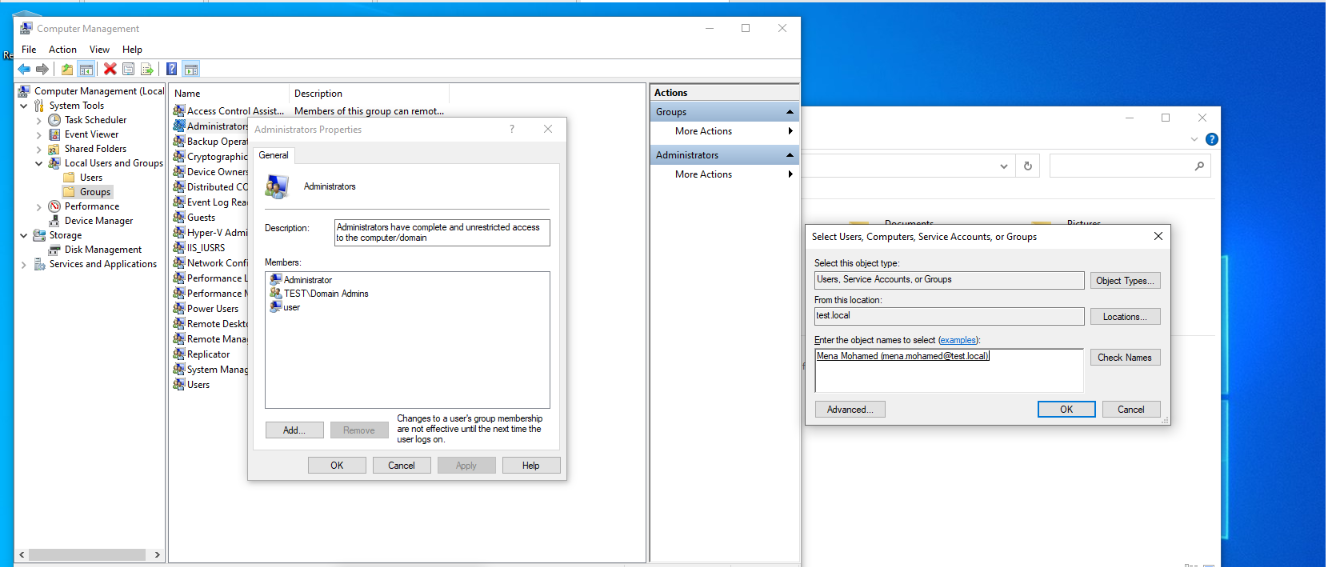 Computer Management
File Action View Help
Computer Management (Local
System Tools
Task Scheduler
Event Viewer
Shared Folders
Local Users and Groups
Users
Groups
Performance
Device Manager
Storage
Disk Management
Services and Applications
Name Description
Access Control Assist... Members of this group can remot...
Administrators
Backup Operat
Cryptographic
Device Owners
Distributed CO
Event Log Rea
Guests
Hyper-V Admi
IIS_IUSRS
Network Confi
Performance L
Performance M
Power Users
Remote Deskto
Remote Manag
Replicator
System Manag
Users
Actions
Groups
More Actions
Administrators
More Actions
Administrators Properties
General
Administrators
Description: Administrators have complete and unrestricted access
to the computer/domain
Members:
Administrator
TEST\Domain Admins
user
Add... Remove
Changes to a user's group membership
are not effective until the next time the
user logs on.
OK Cancel Apply Help
Documents Pictures
Select Users, Computers, Service Accounts, or Groups
Select this object type:
Users, Service Accounts, or Groups Object Types...
From this location:
test.local Locations...
Enter the object names to select (examples):
Mena Mohamed (mena.mohamed@test.local) Check Names
Advanced... OK Cancel